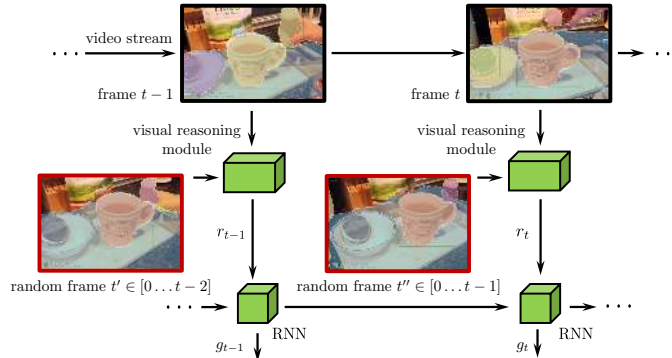 ... video stream
frame t − 1
frame t
...
visual reasoning module
visual reasoning module
r_{t−1}
r_t
random frame t′ ∈ [0 . . . t − 2]
random frame t″ ∈ [0 . . . t − 1]
...
RNN
RNN
...
g_{t−1}
g_t